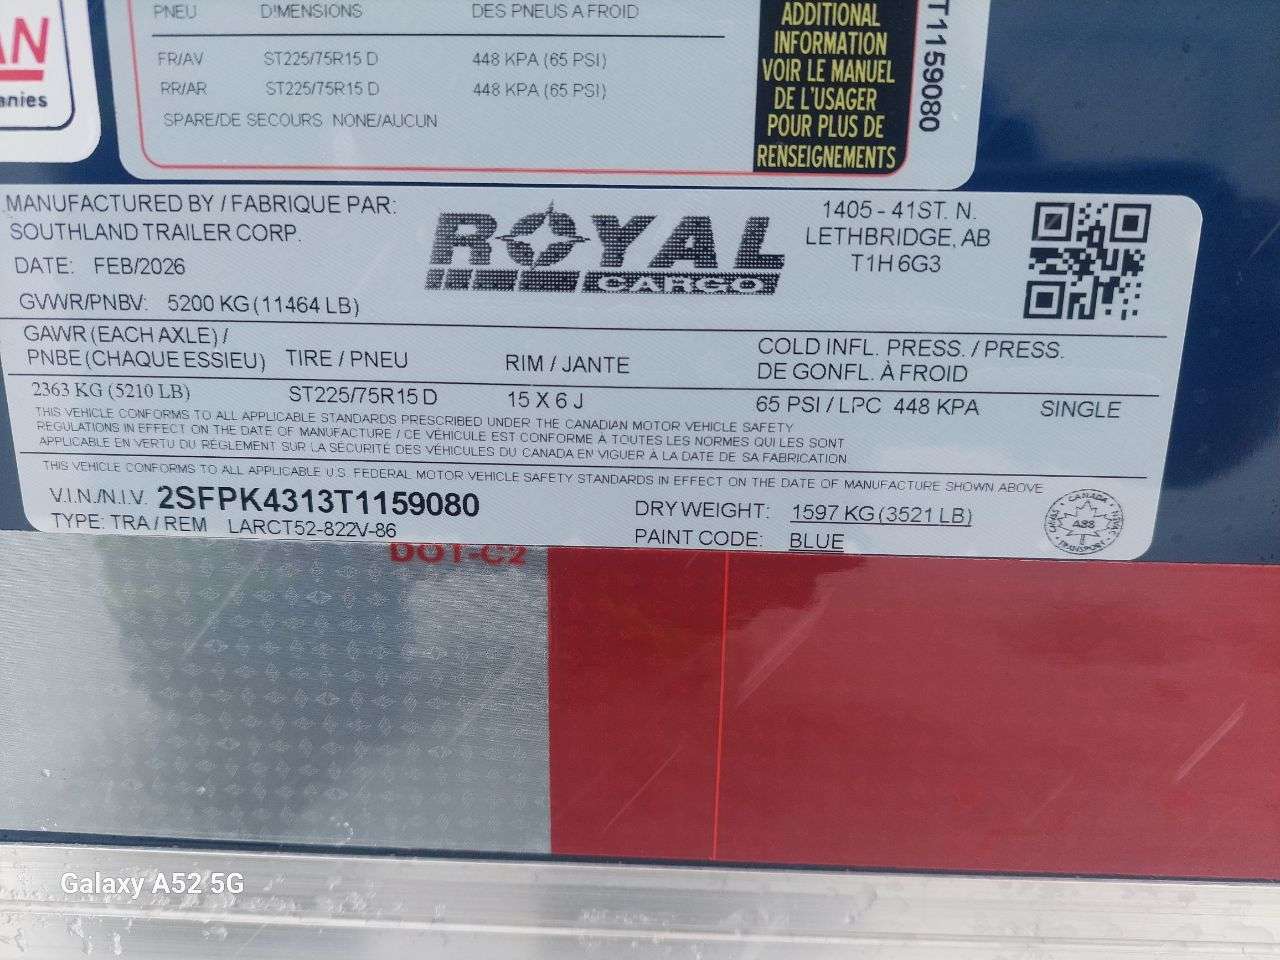 AN
anies
PNEU DIMENSIONS DES PNEUS A FROID
FR/AV ST225/75R15 D 448 KPA (65 PSI)
RR/AR ST225/75R15 D 448 KPA (65 PSI)
SPARE/DE SECOURS NONE/AUCUN
ADDITIONAL
INFORMATION
VOIR LE MANUEL
DE L'USAGER
POUR PLUS DE
RENSEIGNEMENTS
T1159080
MANUFACTURED BY / FABRIQUE PAR:
SOUTHLAND TRAILER CORP.
DATE: FEB/2026
GVWR/PNBV: 5200 KG (11464 LB)
ROYAL
CARGO
1405 - 41ST. N.
LETHBRIDGE, AB
T1H 6G3
GAWR (EACH AXLE) /
PNBE (CHAQUE ESSIEU) TIRE / PNEU RIM / JANTE COLD INFL. PRESS. / PRESS.
DE GONFL. À FROID
2363 KG (5210 LB) ST225/75R15 D 15 X 6 J 65 PSI / LPC 448 KPA SINGLE
THIS VEHICLE CONFORMS TO ALL APPLICABLE STANDARDS PRESCRIBED UNDER THE CANADIAN MOTOR VEHICLE SAFETY
REGULATIONS IN EFFECT ON THE DATE OF MANUFACTURE / CE VÉHICULE EST CONFORME À TOUTES LES NORMES QUI LES SONT
APPLICABLE EN VERTU DU RÉGLEMENT SUR LA SÉCURITÉ DES VÉHICULES DU CANADA EN VIGUER À LA DATE DE SA FABRICATION
THIS VEHICLE CONFORMS TO ALL APPLICABLE U.S. FEDERAL MOTOR VEHICLE SAFETY STANDARDS IN EFFECT ON THE DATE OF MANUFACTURE SHOWN ABOVE
V.I.N./N.I.V. 2SFPK4313T1159080 DRY WEIGHT: 1597 KG (3521 LB)
TYPE: TRA / REM LARCT52-822V-86 PAINT CODE: BLUE
CANADA
TRANSPORT
DOT-C2
Galaxy A52 5G